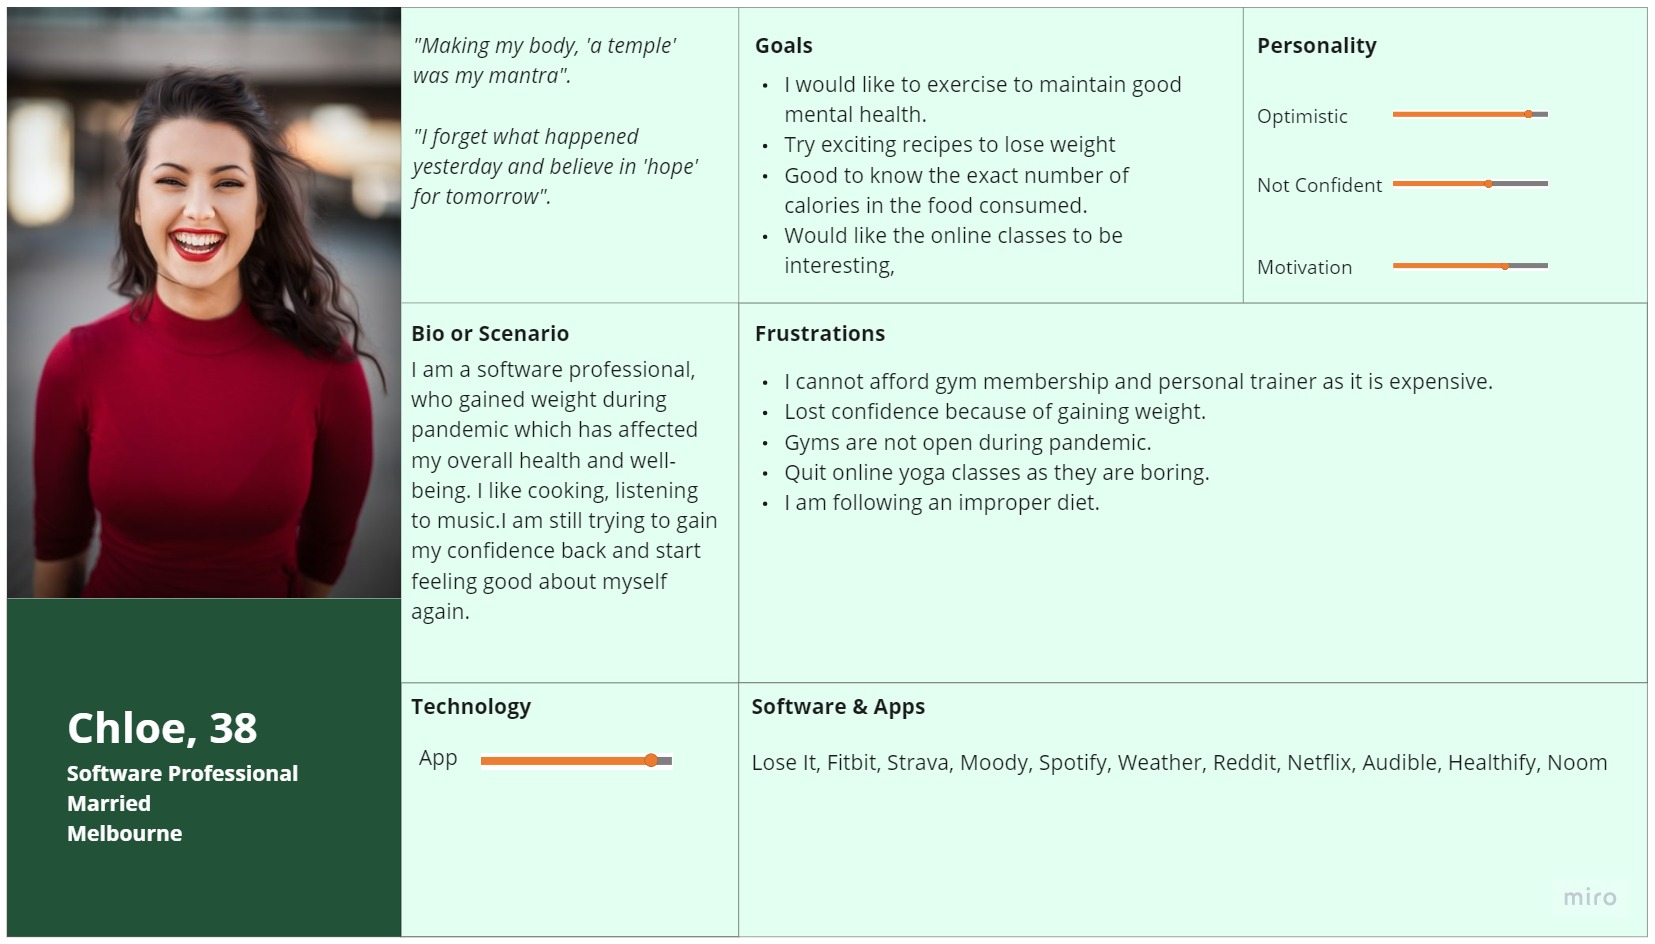 "Making my body, 'a temple'
was my mantra".
"I forget what happened
yesterday and believe in 'hope'
for tomorrow".
Goals
• I would like to exercise to maintain good
mental health.
• Try exciting recipes to lose weight
• Good to know the exact number of
calories in the food consumed.
• Would like the online classes to be
interesting,
Personality
Optimistic
Not Confident
Motivation
Bio or Scenario
I am a software professional,
who gained weight during
pandemic which has affected
my overall health and well-
being. I like cooking, listening
to music.I am still trying to gain
my confidence back and start
feeling good about myself
again.
Frustrations
• I cannot afford gym membership and personal trainer as it is expensive.
• Lost confidence because of gaining weight.
• Gyms are not open during pandemic.
• Quit online yoga classes as they are boring.
• I am following an improper diet.
Chloe, 38
Software Professional
Married
Melbourne
Technology
App
Software & Apps
Lose It, Fitbit, Strava, Moody, Spotify, Weather, Reddit, Netflix, Audible, Healthify, Noom
miro